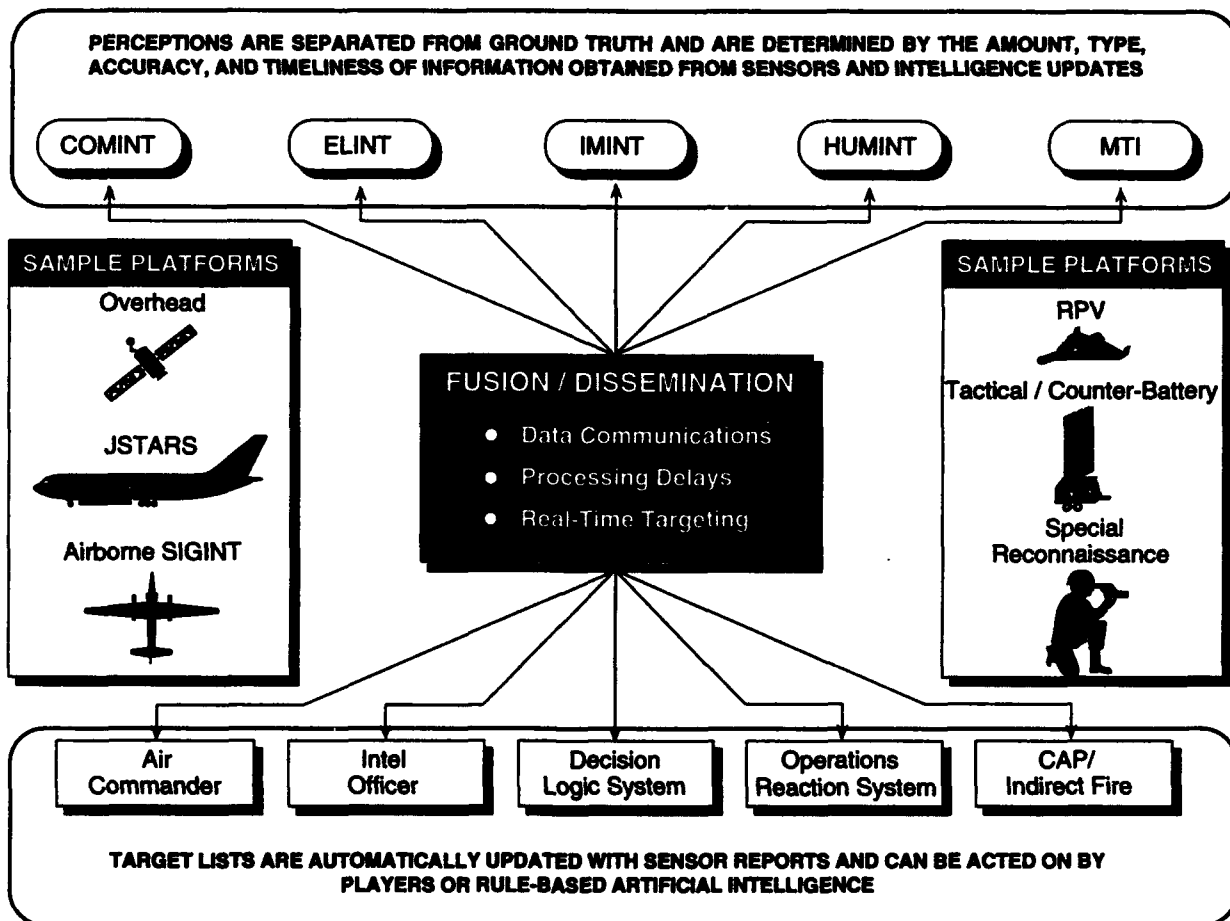 PERCEPTIONS ARE SEPARATED FROM GROUND TRUTH AND ARE DETERMINED BY THE AMOUNT, TYPE,
ACCURACY, AND TIMELINESS OF INFORMATION OBTAINED FROM SENSORS AND INTELLIGENCE UPDATES
COMINT
ELINT
IMINT
HUMINT
MTI
SAMPLE PLATFORMS
Overhead
JSTARS
Airborne SIGINT
FUSION / DISSEMINATION
● Data Communications
● Processing Delays
● Real-Time Targeting
SAMPLE PLATFORMS
RPV
Tactical / Counter-Battery
Special
Reconnaissance
Air
Commander
Intel
Officer
Decision
Logic System
Operations
Reaction System
CAP/
Indirect Fire
TARGET LISTS ARE AUTOMATICALLY UPDATED WITH SENSOR REPORTS AND CAN BE ACTED ON BY
PLAYERS OR RULE-BASED ARTIFICIAL INTELLIGENCE